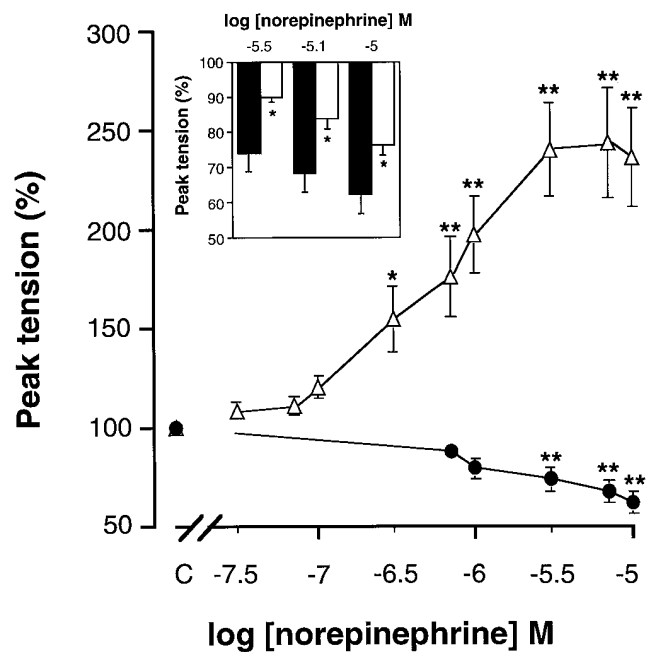 log [norepinephrine] M
-5.5 -5.1 -5
Peak tension (%)
100
90
80
70
60
50
* * *
Peak tension (%)
300
250
200
150
100
50
* ** ** ** ** **
** ** **
C -7.5 -7 -6.5 -6 -5.5 -5
log [norepinephrine] M